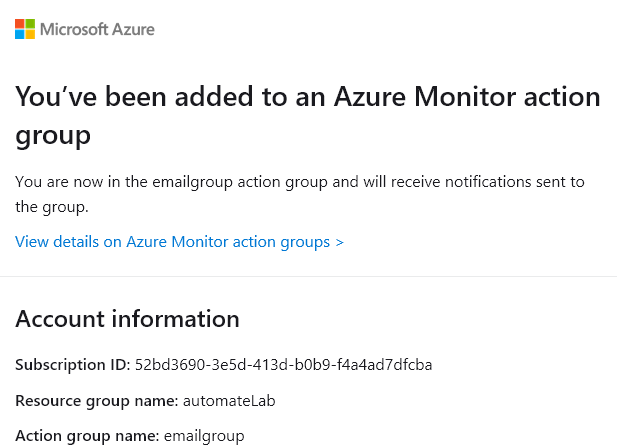 Microsoft Azure
You’ve been added to an Azure Monitor action
group
You are now in the emailgroup action group and will receive notifications sent to
the group.
View details on Azure Monitor action groups >
Account information
Subscription ID: 52bd3690-3e5d-413d-b0b9-f4a4ad7dfcba
Resource group name: automateLab
Action group name: emailgroup